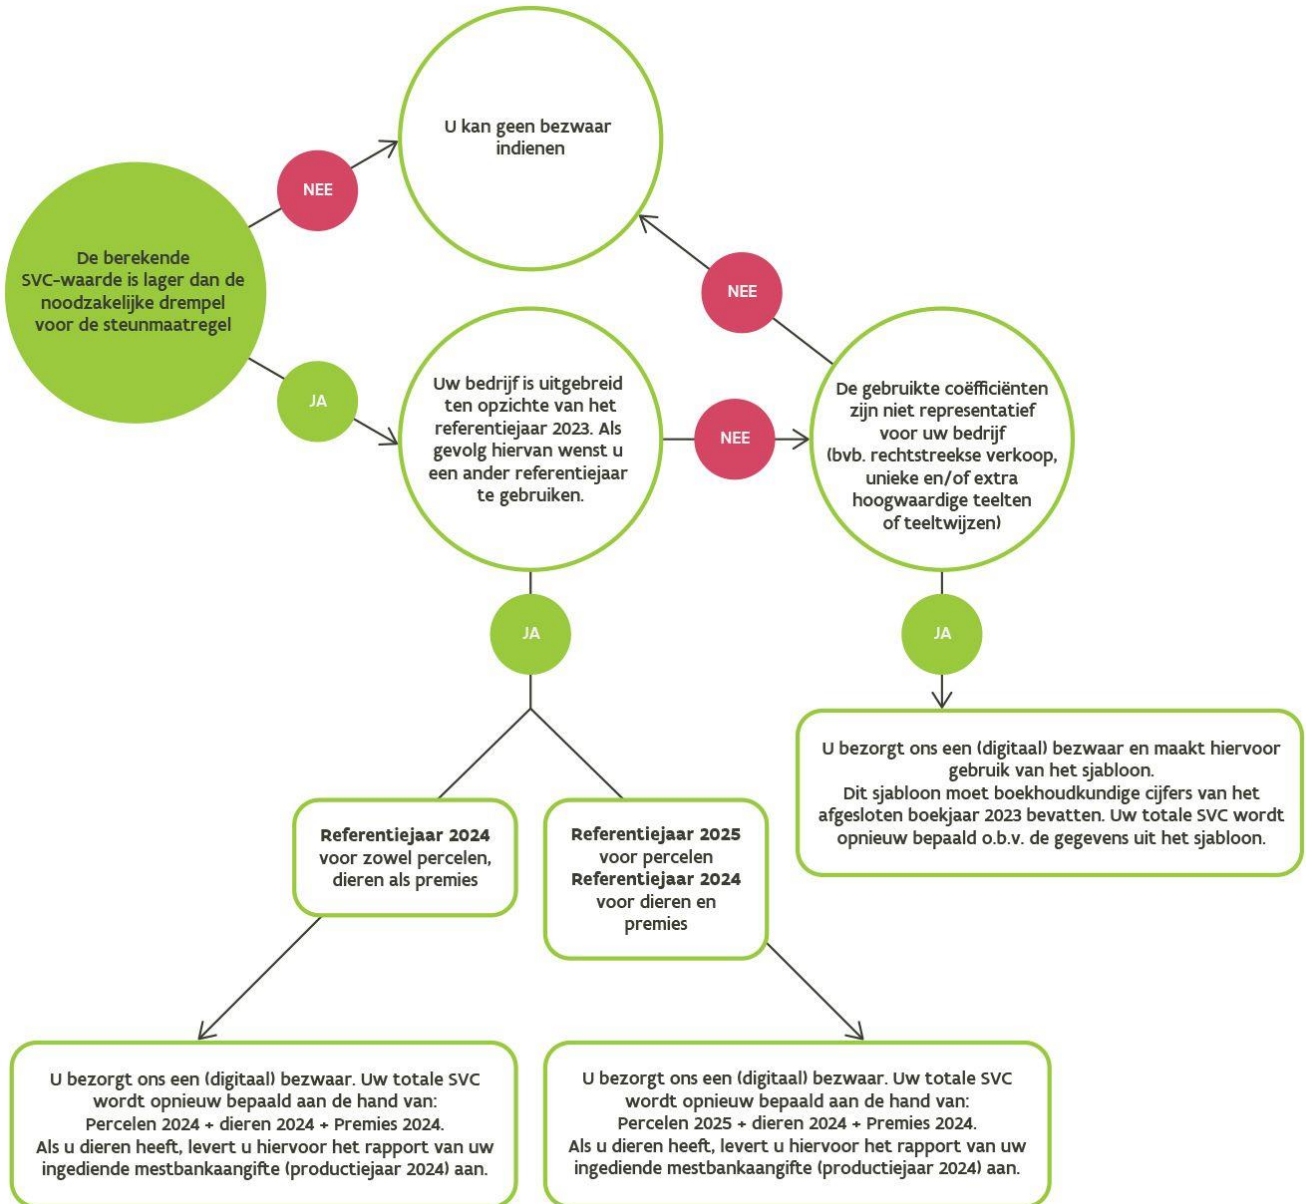 U kan geen bezwaar
indienen
NEE
De berekende
SVC-waarde is lager dan de
noodzakelijke drempel
voor de steunmaatregel
NEE
JA
Uw bedrijf is uitgebreid
ten opzichte van het
referentiejaar 2023. Als
gevolg hiervan wenst u
een ander referentiejaar
te gebruiken.
NEE
De gebruikte coëfficiënten
zijn niet representatief
voor uw bedrijf
(bvb. rechtstreekse verkoop,
unieke en/of extra
hoogwaardige teelten
of teeltwijzen)
JA
JA
U bezorgt ons een (digitaal) bezwaar en maakt hiervoor
gebruik van het sjabloon.
Dit sjabloon moet boekhoudkundige cijfers van het
afgesloten boekjaar 2023 bevatten. Uw totale SVC wordt
opnieuw bepaald o.b.v. de gegevens uit het sjabloon.
Referentiejaar 2024
voor zowel percelen,
dieren als premies
Referentiejaar 2025
voor percelen
Referentiejaar 2024
voor dieren en
premies
U bezorgt ons een (digitaal) bezwaar. Uw totale SVC
wordt opnieuw bepaald aan de hand van:
Percelen 2024 + dieren 2024 + Premies 2024.
Als u dieren heeft, levert u hiervoor het rapport van uw
ingediende mestbankaangifte (productiejaar 2024) aan.
U bezorgt ons een (digitaal) bezwaar. Uw totale SVC
wordt opnieuw bepaald aan de hand van:
Percelen 2025 + dieren 2024 + Premies 2024.
Als u dieren heeft, levert u hiervoor het rapport van uw
ingediende mestbankaangifte (productiejaar 2024) aan.